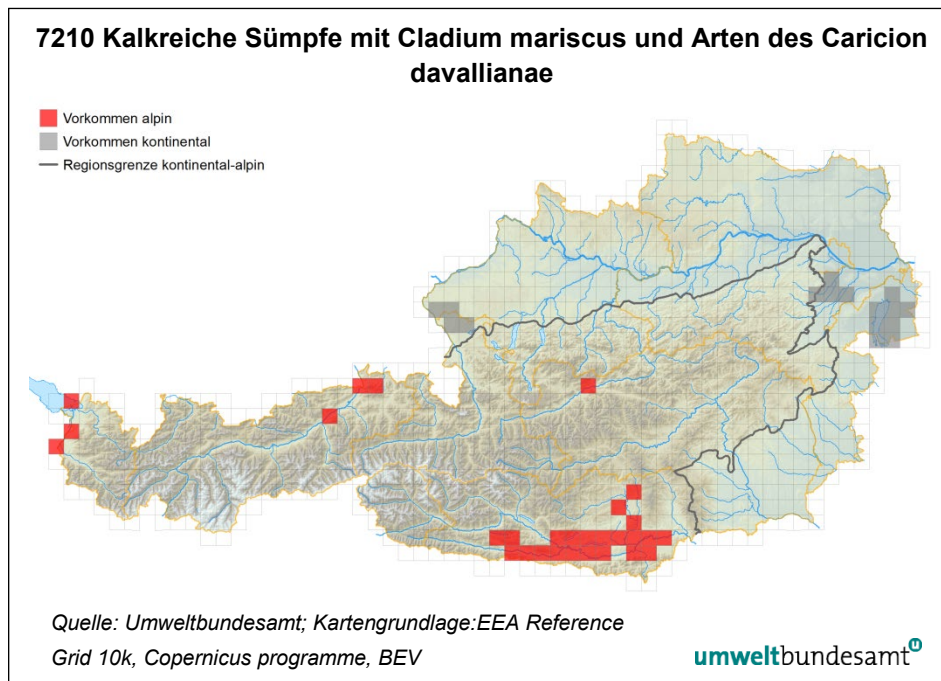 7210 Kalkreiche Sümpfe mit Cladium mariscus und Arten des Caricion
davallianae
Vorkommen alpin
Vorkommen kontinental
Regionsgrenze kontinental-alpin
Quelle: Umweltbundesamt; Kartengrundlage:EEA Reference
Grid 10k, Copernicus programme, BEV
umweltbundesamt u